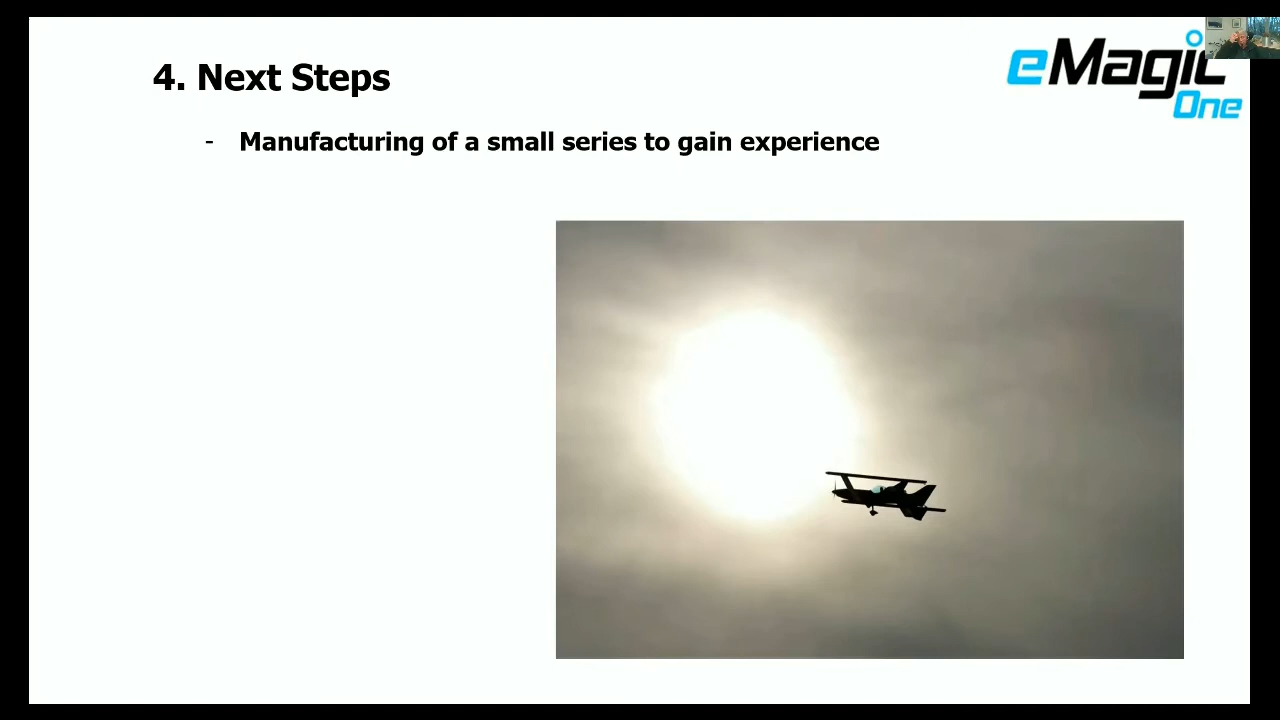 4. Next Steps
eMagic
One
- Manufacturing of a small series to gain experience